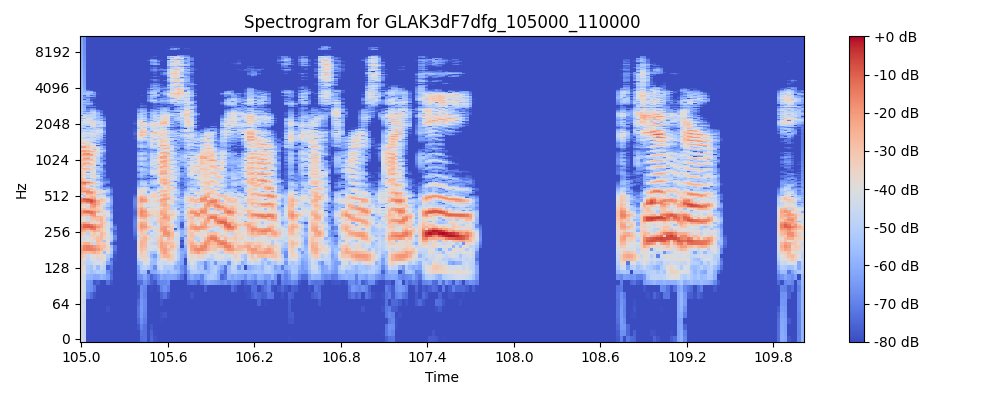 Spectrogram for GLAK3dF7dfg_105000_110000
8192
4096
2048
1024
512
256
128
64
0
Hz
105.0 105.6 106.2 106.8 107.4 108.0 108.6 109.2 109.8
Time
+0 dB
-10 dB
-20 dB
-30 dB
-40 dB
-50 dB
-60 dB
-70 dB
-80 dB